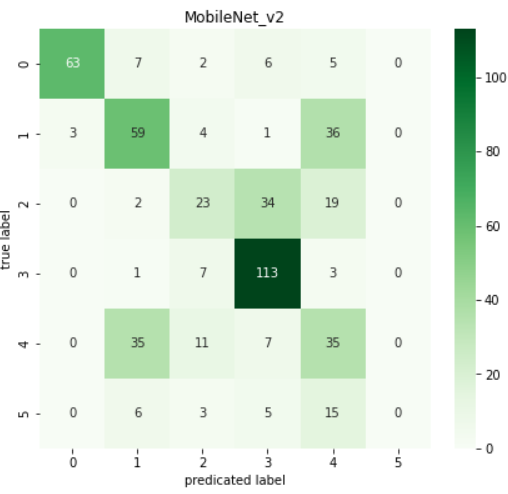 MobileNet_v2
0 63 7 2 6 5 0
1 3 59 4 1 36 0
2 0 2 23 34 19 0
3 0 1 7 113 3 0
4 0 35 11 7 35 0
5 0 6 3 5 15 0
0 1 2 3 4 5
true label
predicated label
100
80
60
40
20
0